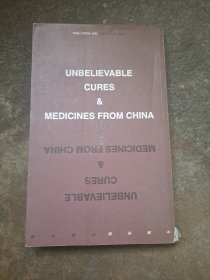 UNBELIEVABLE
CURES
&
MEDICINES FROM CHINA
MEDICINES FROM CHINA
&
CURES
UNBELIEVABLE